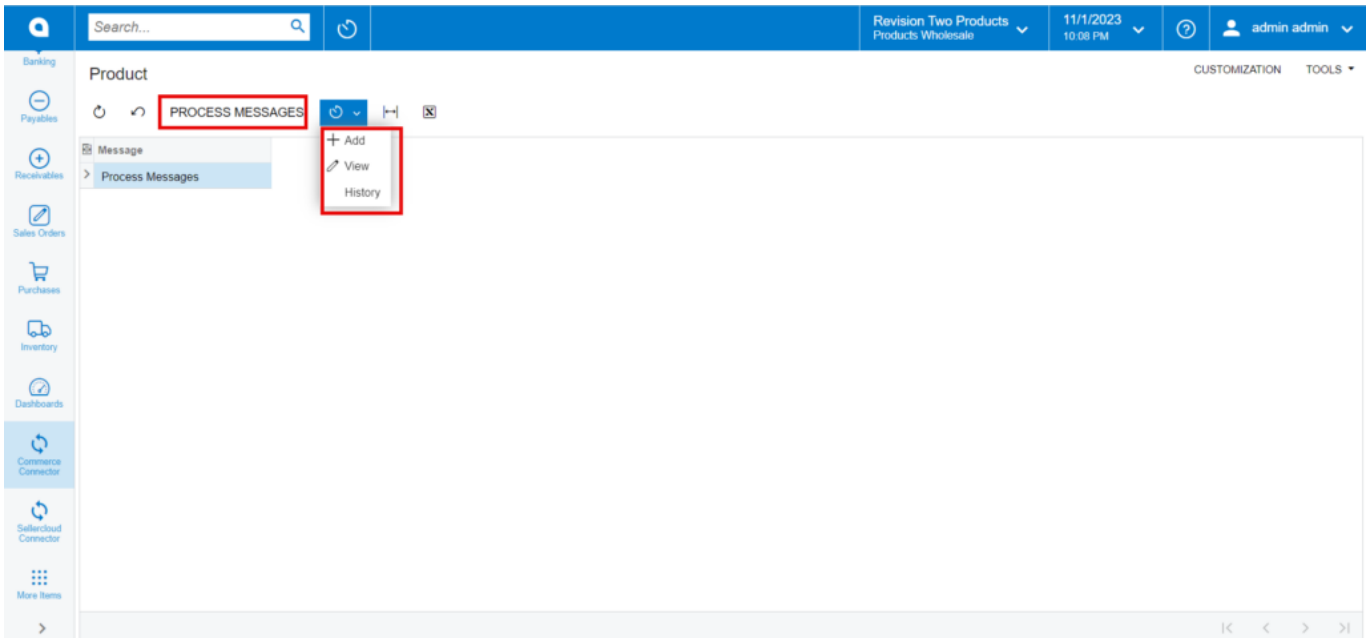 Search...
Revision Two Products
Products Wholesale
11/1/2023
10:08 PM
admin admin
Banking
Product
CUSTOMIZATION
TOOLS
Payables
PROCESS MESSAGES
Add
View
History
Message
Process Messages
Receivables
Sales Orders
Purchases
Inventory
Dashboards
Commerce
Connector
Sellercloud
Connector
More Items